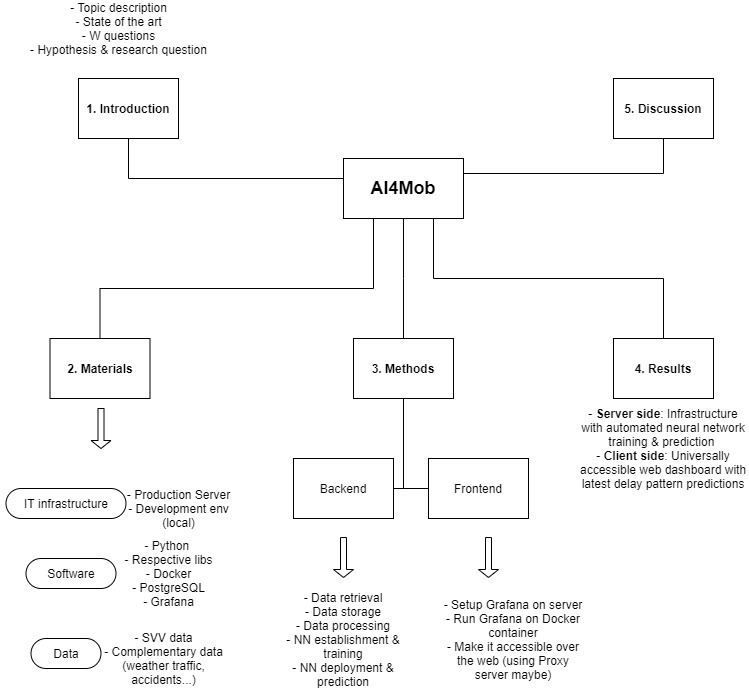 - Topic description
- State of the art
- W questions
- Hypothesis & research question
1. Introduction
5. Discussion
AI4Mob
2. Materials
3. Methods
4. Results
- Server side: Infrastructure
with automated neural network
training & prediction
- Client side: Universally
accessible web dashboard with
latest delay pattern predictions
Backend
Frontend
IT infrastructure
- Production Server
- Development env
(local)
Software
- Python
- Respective libs
- Docker
- PostgreSQL
- Grafana
Data
- SVV data
- Complementary data
(weather traffic,
accidents...)
- Data retrieval
- Data storage
- Data processing
- NN establishment &
training
- NN deployment &
prediction
- Setup Grafana on server
- Run Grafana on Docker
container
- Make it accessible over
the web (using Proxy
server maybe)